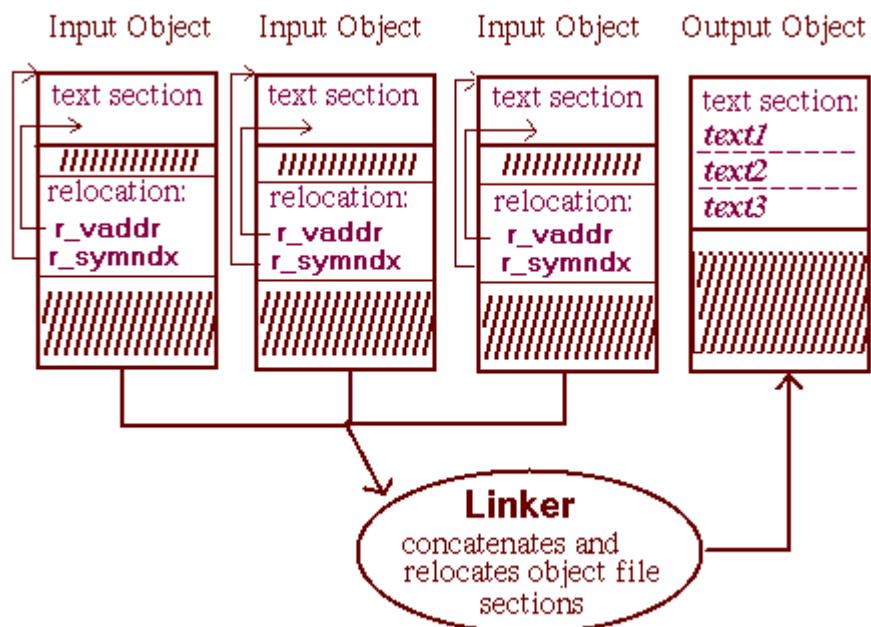 Input Object
Input Object
Input Object
Output Object
text section
relocation:
r_vaddr
r_symndx
text section
relocation:
r_vaddr
r_symndx
text section
relocation:
r_vaddr
r_symndx
text section:
text1
text2
text3
Linker
concatenates and
relocates object file
sections